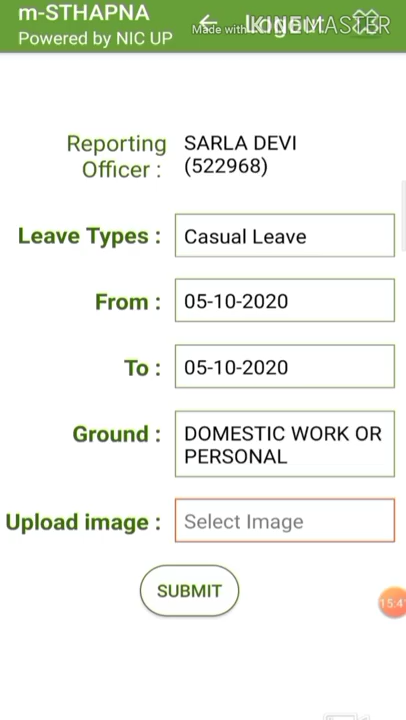 m-STHAPNA
Powered by NIC UP
Made with KINEMASTER
Reporting Officer :
SARLA DEVI
(522968)
Leave Types : Casual Leave
From : 05-10-2020
To : 05-10-2020
Ground : DOMESTIC WORK OR
PERSONAL
Upload image : Select Image
SUBMIT